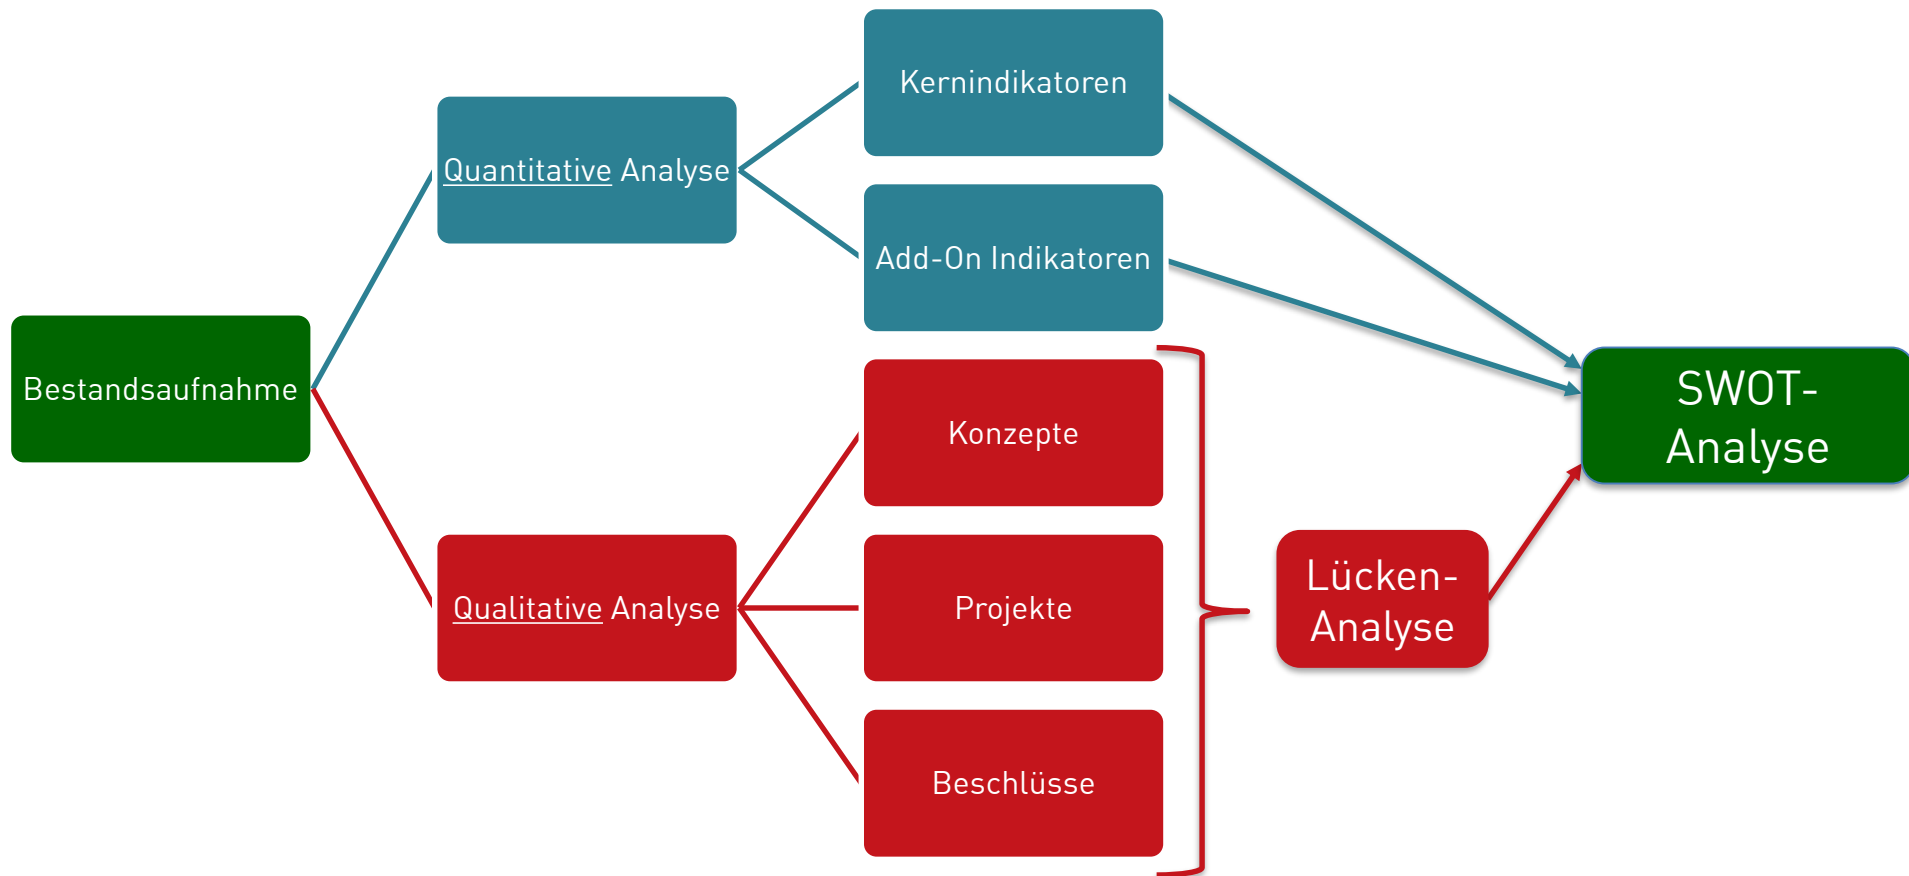 Kernindikatoren
Quantitative Analyse
Add-On Indikatoren
Bestandsaufnahme
Konzepte
SWOT-
Analyse
Qualitative Analyse
Projekte
Lücken-
Analyse
Beschlüsse